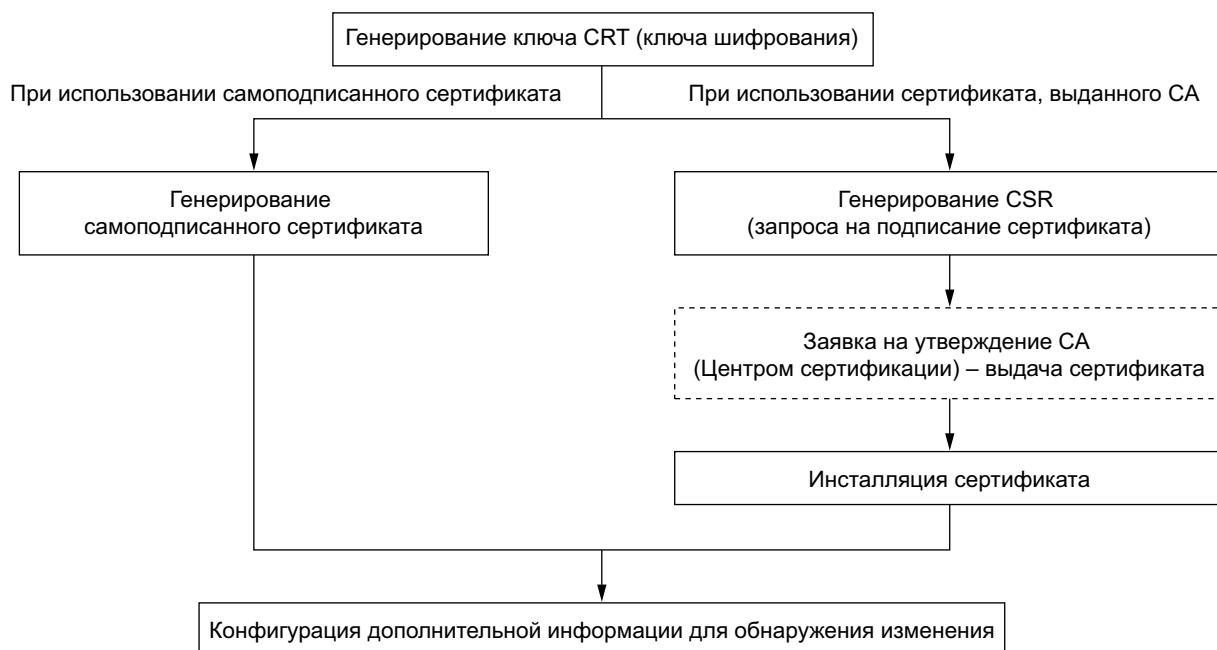 Генерирование ключа CRT (ключа шифрования)
При использовании самоподписанного сертификата
При использовании сертификата, выданного CA
Генерирование
самоподписанного сертификата
Генерирование CSR
(запроса на подписание сертификата)
Заявка на утверждение CA
(Центром сертификации) – выдача сертификата
Инсталляция сертификата
Конфигурация дополнительной информации для обнаружения изменения